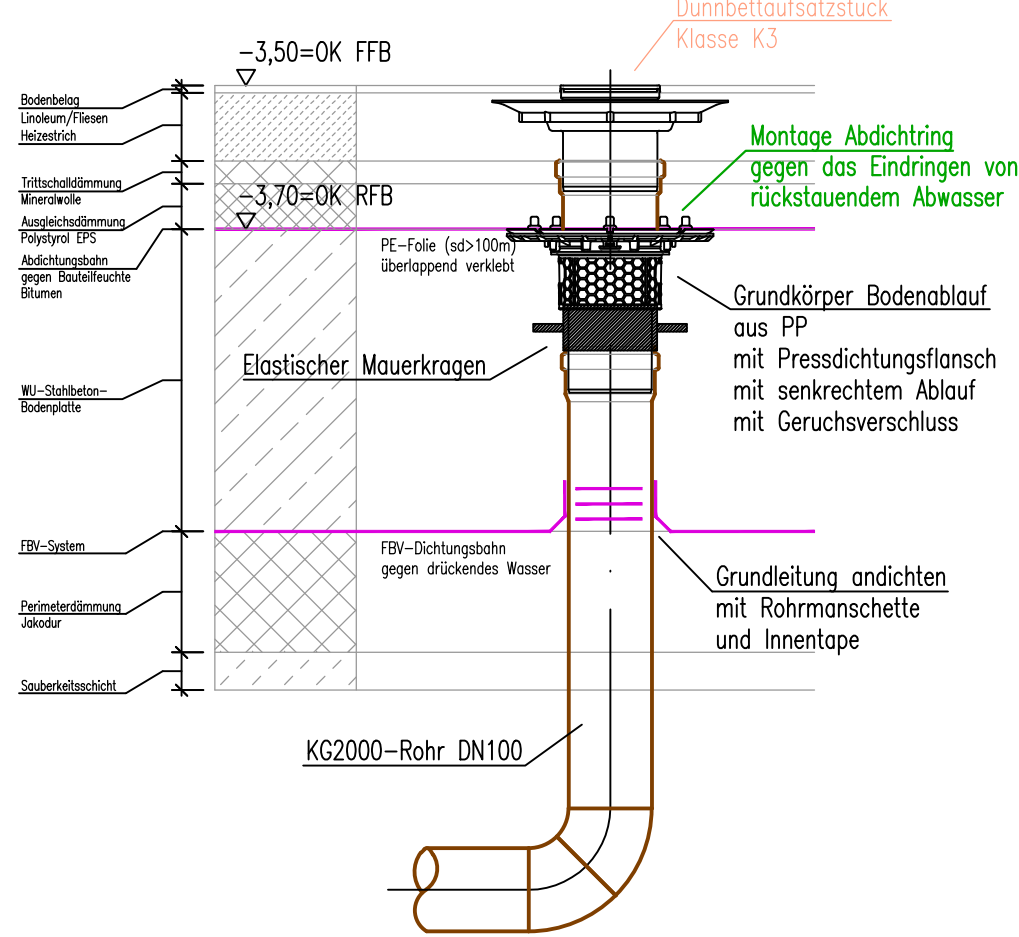 Dünnbettaufsatzstück
Klasse K3
-3,50=OK FFB
Bodenbelag
Linoleum/Fliesen
Heizestrich
Trittschalldämmung
Mineralwolle
Ausgleichsdämmung
Polystyrol EPS
Abdichtungsbahn
gegen Bauteilfeuchte
Bitumen
-3,70=OK RFB
PE-Folie (sd>100m)
überlappend verklebt
Montage Abdichtring
gegen das Eindringen von
rückstauendem Abwasser
Grundkörper Bodenablauf
aus PP
mit Pressdichtungsflansch
mit senkrechtem Ablauf
mit Geruchsverschluss
Elastischer Mauerkragen
WU-Stahlbeton-
Bodenplatte
FBV-System
FBV-Dichtungsbahn
gegen drückendes Wasser
Grundleitung andichten
mit Rohrmanschette
und Innentape
Perimeterdämmung
Jakodur
Sauberkeitsschicht
KG2000-Rohr DN100